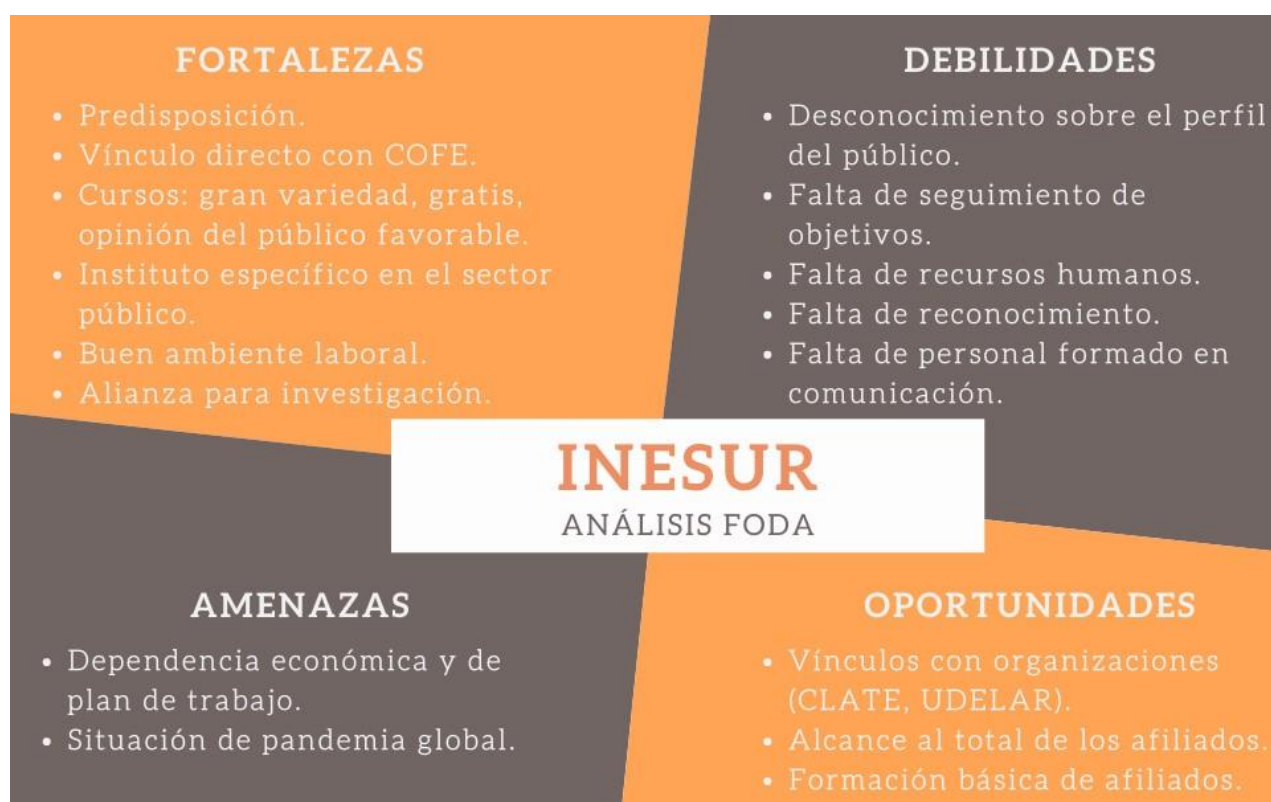 FORTALEZAS
• Predisposición.
• Vínculo directo con COFE.
• Cursos: gran variedad, gratis,
opinión del público favorable.
• Instituto específico en el sector
público.
• Buen ambiente laboral.
• Alianza para investigación.
DEBILIDADES
• Desconocimiento sobre el perfil
del público.
• Falta de seguimiento de
objetivos.
• Falta de recursos humanos.
• Falta de reconocimiento.
• Falta de personal formado en
comunicación.
INESUR
ANÁLISIS FODA
AMENAZAS
• Dependencia económica y de
plan de trabajo.
• Situación de pandemia global.
OPORTUNIDADES
• Vínculos con organizaciones
(CLATE, UDELAR).
• Alcance al total de los afiliados.
• Formación básica de afiliados.